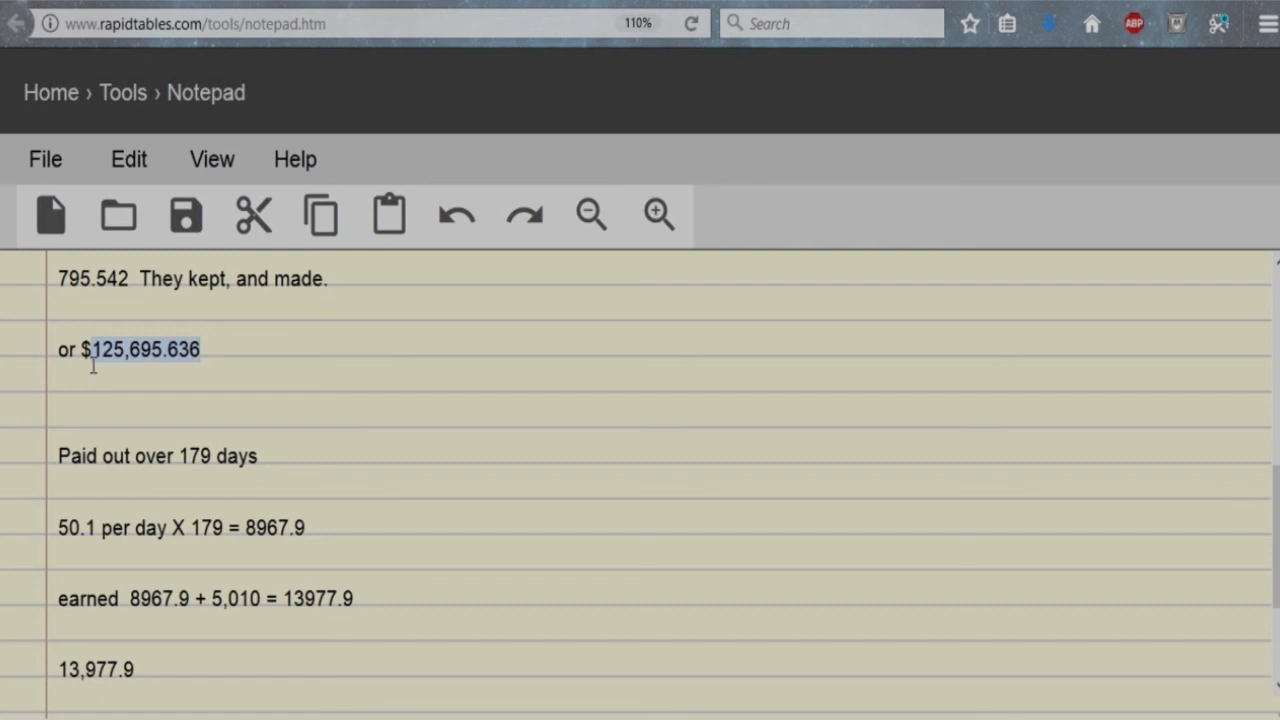 www.rapidtables.com/tools/notepad.htm 110% Search ABP
Home › Tools › Notepad
File Edit View Help
795.542 They kept, and made.
or $125,695.636
Paid out over 179 days
50.1 per day X 179 = 8967.9
earned 8967.9 + 5,010 = 13977.9
13,977.9